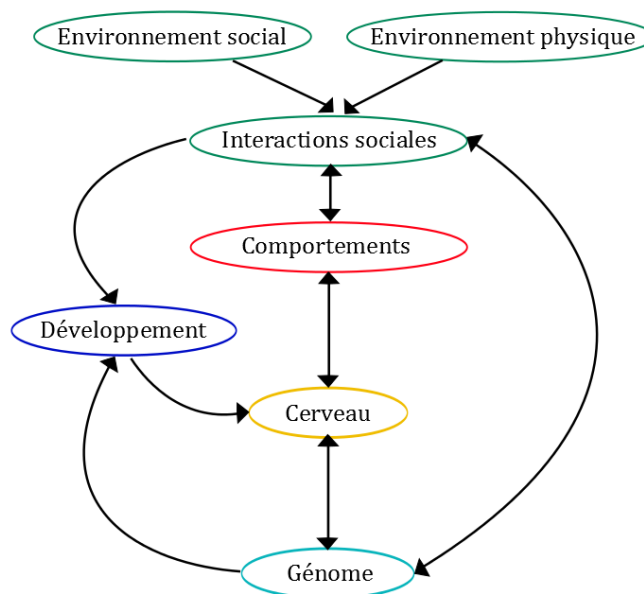 Environnement social
Environnement physique
Interactions sociales
Comportements
Développement
Cerveau
Génome